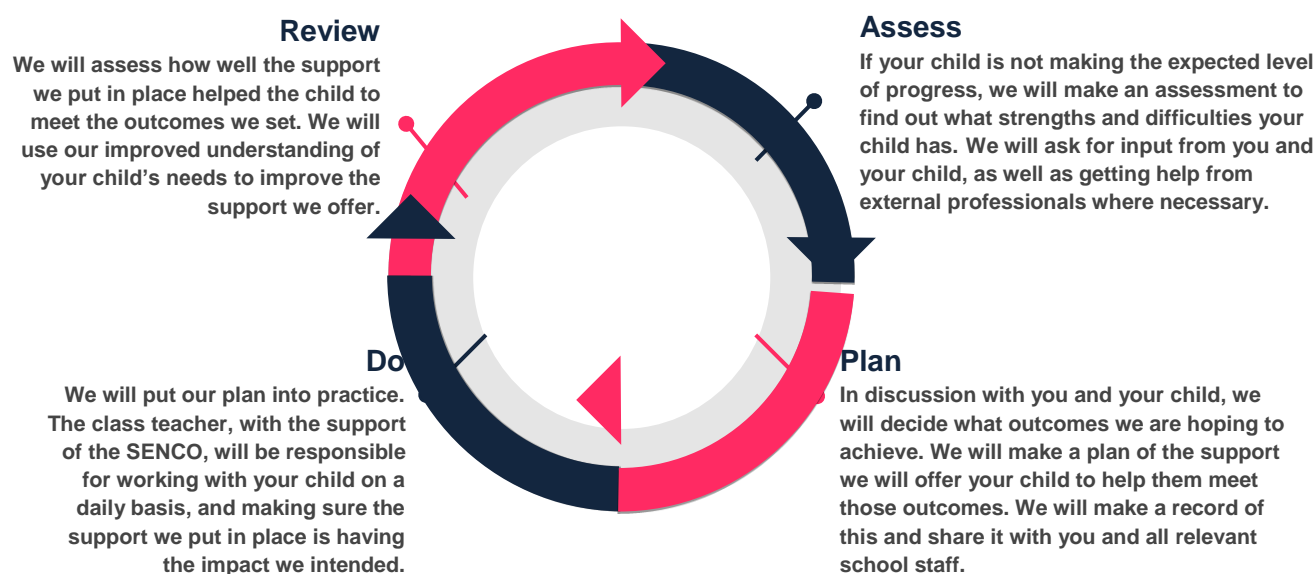 Review
We will assess how well the support
we put in place helped the child to
meet the outcomes we set. We will
use our improved understanding of
your child's needs to improve the
support we offer.
Assess
If your child is not making the expected level
of progress, we will make an assessment to
find out what strengths and difficulties your
child has. We will ask for input from you and
your child, as well as getting help from
external professionals where necessary.
Do
We will put our plan into practice.
The class teacher, with the support
of the SENCO, will be responsible
for working with your child on a
daily basis, and making sure the
support we put in place is having
the impact we intended.
Plan
In discussion with you and your child, we
will decide what outcomes we are hoping to
achieve. We will make a plan of the support
we will offer your child to help them meet
those outcomes. We will make a record of
this and share it with you and all relevant
school staff.